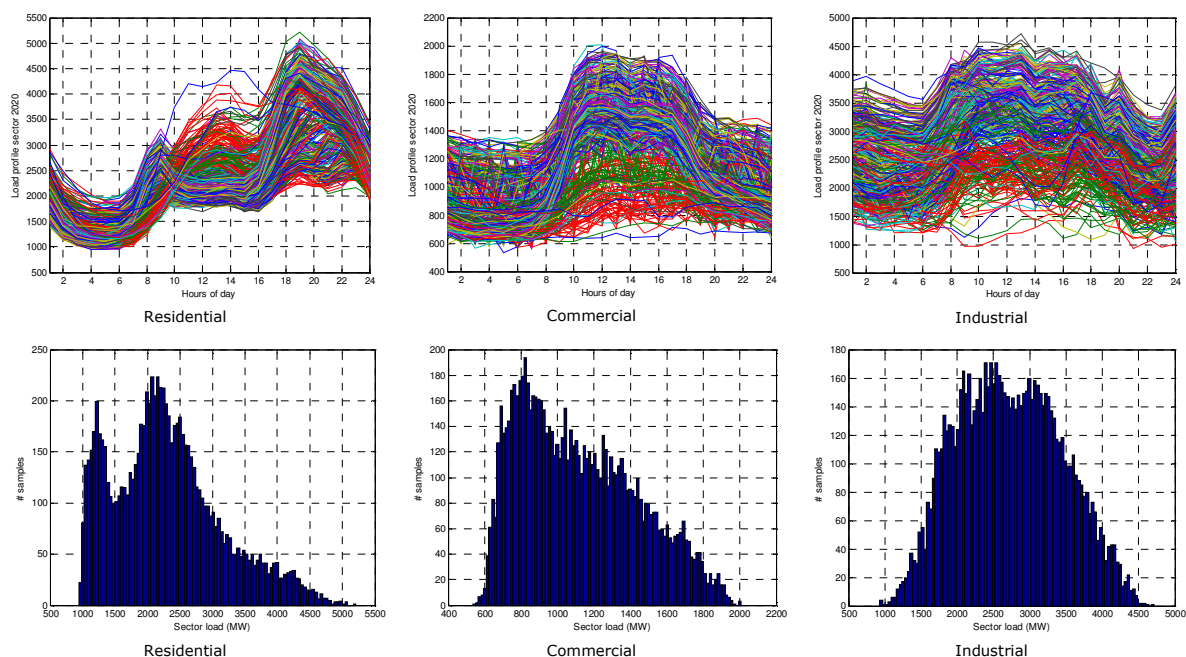 Load profile sector 2020
5500
5000
4500
4000
3500
3000
2500
2000
1500
1000
500
2 4 6 8 10 12 14 16 18 20 22 24
Hours of day
Residential
Load profile sector 2020
2200
2000
1800
1600
1400
1200
1000
800
600
400
2 4 6 8 10 12 14 16 18 20 22 24
Hours of day
Commercial
Load profile sector 2020
5000
4500
4000
3500
3000
2500
2000
1500
1000
500
2 4 6 8 10 12 14 16 18 20 22 24
Hours of day
Industrial
# samples
250
200
150
100
50
0
500 1000 1500 2000 2500 3000 3500 4000 4500 5000 5500
Sector load (MW)
Residential
# samples
200
180
160
140
120
100
80
60
40
20
0
400 600 800 1000 1200 1400 1600 1800 2000 2200
Sector load (MW)
Commercial
# samples
180
160
140
120
100
80
60
40
20
0
500 1000 1500 2000 2500 3000 3500 4000 4500 5000
Sector load (MW)
Industrial